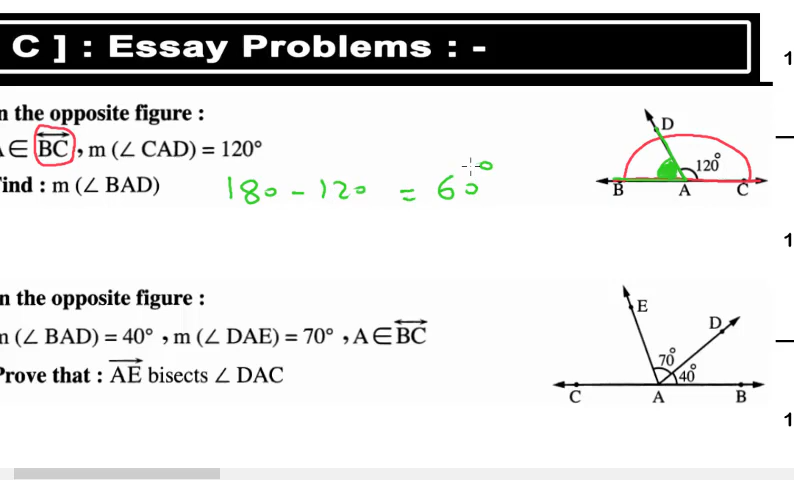 C ] : Essay Problems : -
n the opposite figure :
A ∈ BC , m (∠ CAD) = 120°
Find : m (∠ BAD)
180 - 120 = 60°
D
120°
B A C
n the opposite figure :
m (∠ BAD) = 40° , m (∠ DAE) = 70° , A ∈ BC
Prove that : AE bisects ∠ DAC
E
D
70°
40°
C A B
1
1
1